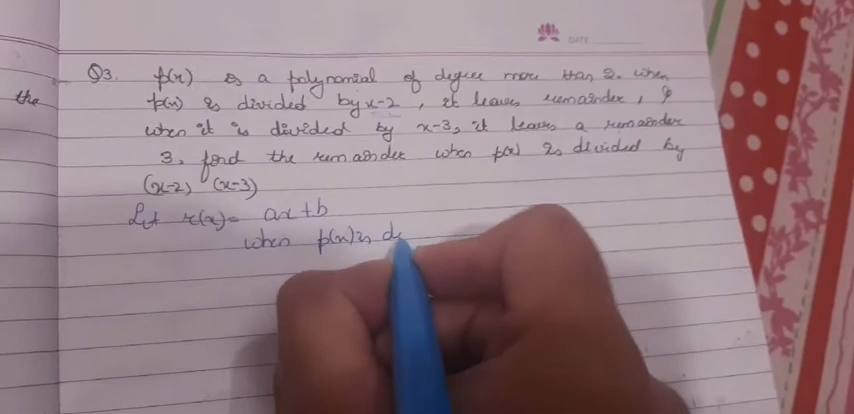 DATE
the
Q3. p(x) is a polynomial of degree more than 2. when
p(x) is divided by x-2, it leaves remainder, &
when it is divided by x-3, it leaves a remainder
3, find the remainder when p(x) is divided by
(x-2) (x-3)
Let r(x) = ax+b
when p(x) is de